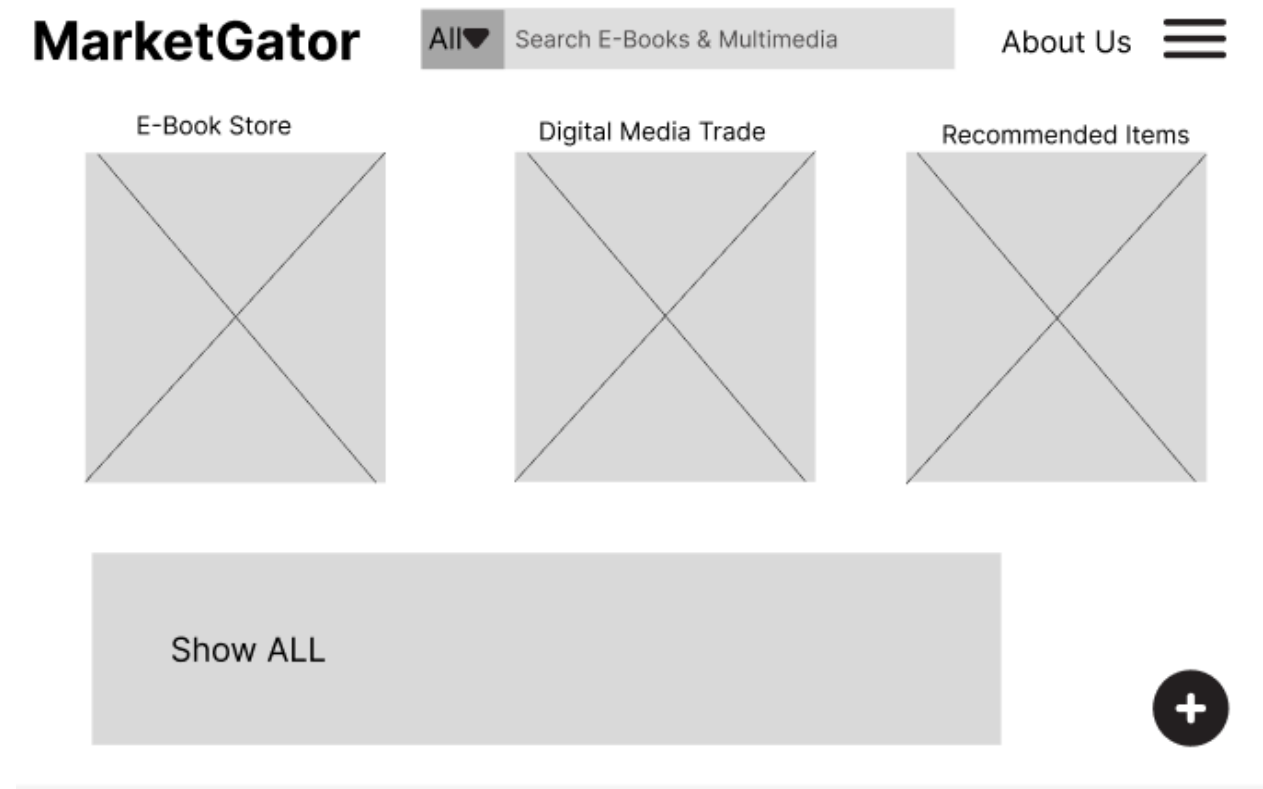 MarketGator
All
Search E-Books & Multimedia
About Us
E-Book Store
Digital Media Trade
Recommended Items
Show ALL